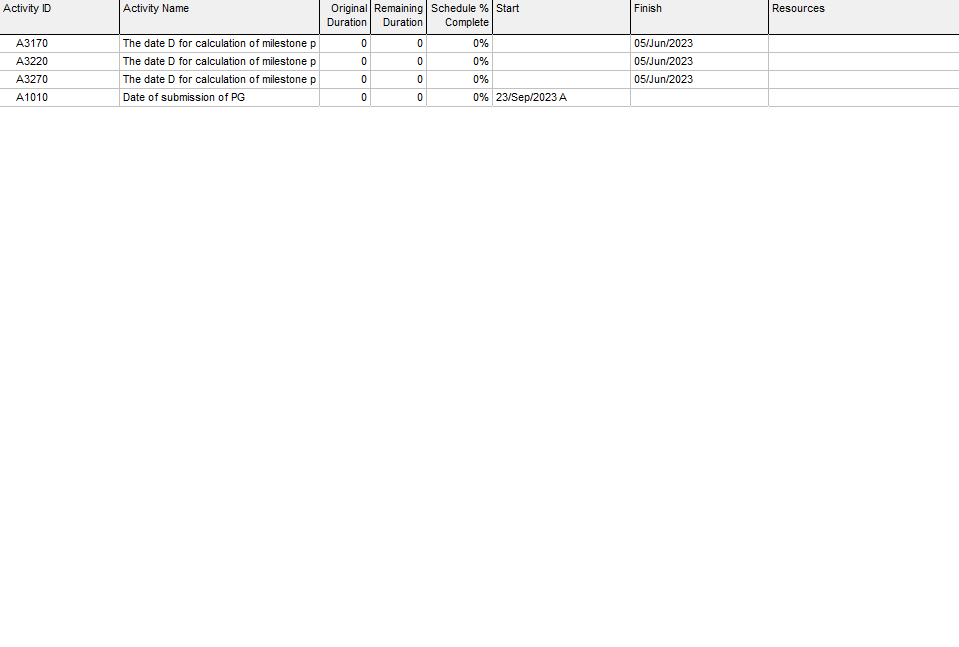 Activity ID Activity Name Original Duration Remaining Duration Schedule % Complete Start Finish Resources
A3170 The date D for calculation of milestone p 0 0 0% 05/Jun/2023
A3220 The date D for calculation of milestone p 0 0 0% 05/Jun/2023
A3270 The date D for calculation of milestone p 0 0 0% 05/Jun/2023
A1010 Date of submission of PG 0 0 0% 23/Sep/2023 A